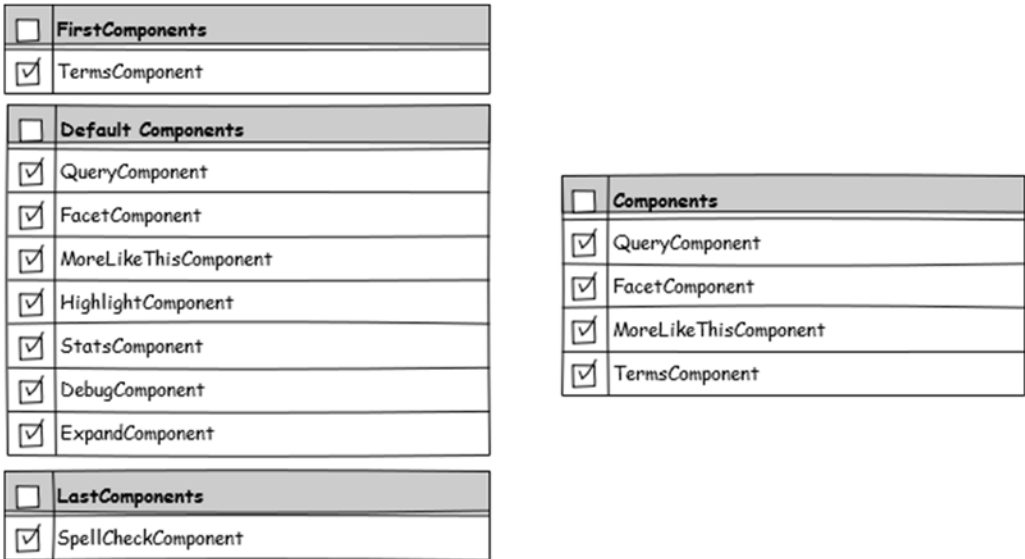 FirstComponents
TermsComponent
Default Components
QueryComponent
FacetComponent
MoreLikeThisComponent
HighlightComponent
StatsComponent
DebugComponent
ExpandComponent
LastComponents
SpellCheckComponent
Components
QueryComponent
FacetComponent
MoreLikeThisComponent
TermsComponent